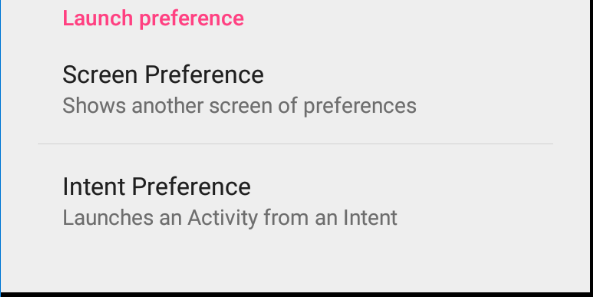 Launch preference
Screen Preference
Shows another screen of preferences
Intent Preference
Launches an Activity from an Intent